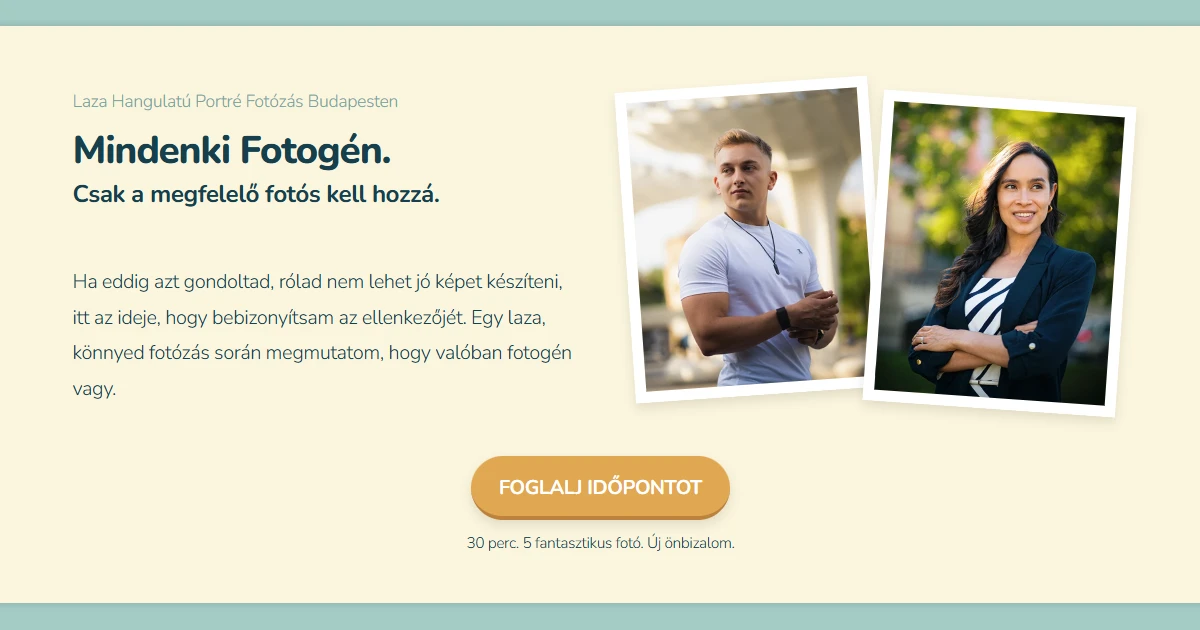 Laza Hangulatú Portré Fotózás Budapesten
Mindenki Fotogén.
Csak a megfelelő fotós kell hozzá.
Ha eddig azt gondoltad, rólad nem lehet jó képet készíteni,
itt az ideje, hogy bebizonyítsam az ellenkezőjét. Egy laza,
könnyed fotózás során megmutatom, hogy valóban fotogén
vagy.
FOGLALJ IDŐPONTOT
30 perc. 5 fantasztikus fotó. Új önbizalom.